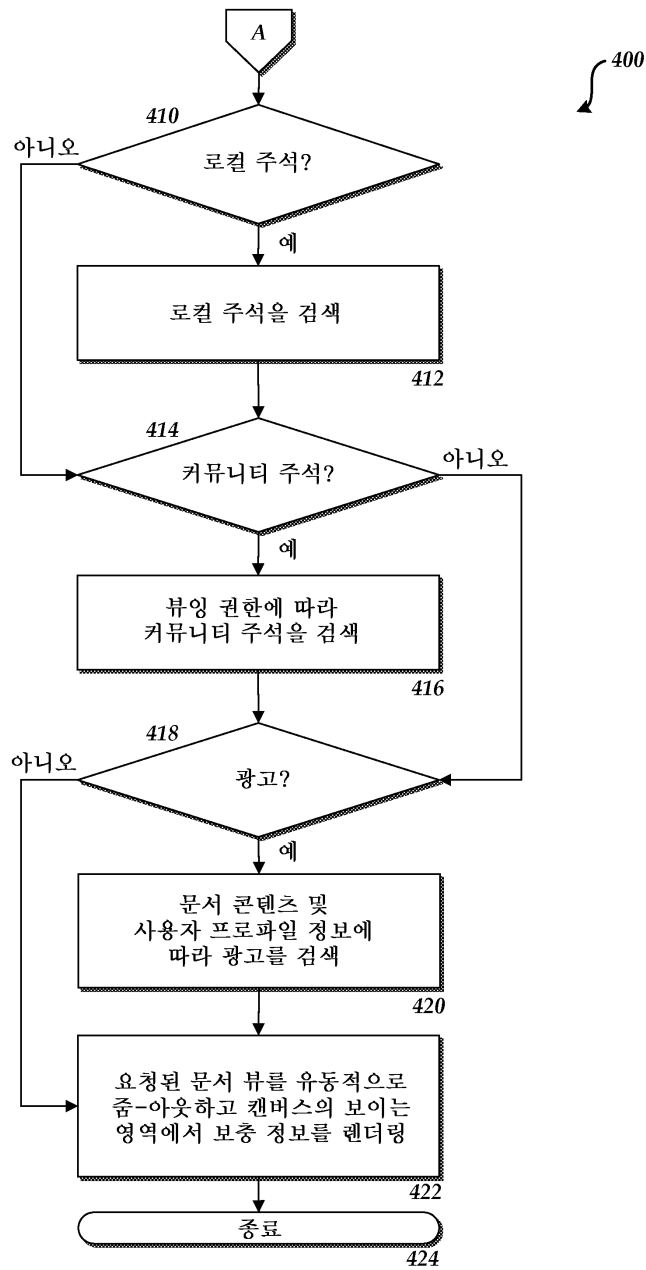 A
400
410
아니오
로컬 주석?
예
로컬 주석을 검색
412
414
커뮤니티 주석?
아니오
예
뷰잉 권한에 따라
커뮤니티 주석을 검색
416
418
아니오
광고?
예
문서 콘텐츠 및
사용자 프로파일 정보에
따라 광고를 검색
420
요청된 문서 뷰를 유동적으로
줌-아웃하고 캔버스의 보이는
영역에서 보충 정보를 렌더링
422
종료
424